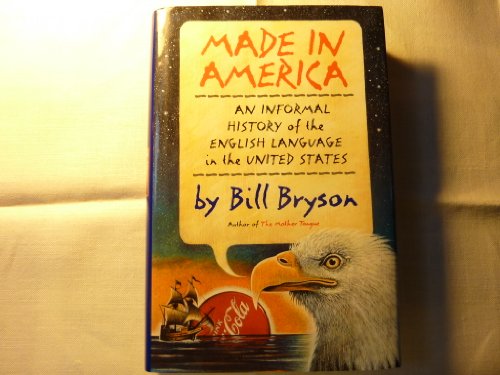 MADE IN
AMERICA
AN INFORMAL
HISTORY of the
ENGLISH LANGUAGE
in the UNITED STATES
by Bill Bryson
Author of The Mother Tongue
Cola